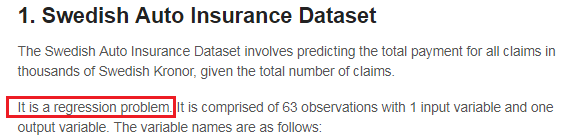 1. Swedish Auto Insurance Dataset
The Swedish Auto Insurance Dataset involves predicting the total payment for all claims in
thousands of Swedish Kronor, given the total number of claims.
It is a regression problem. It is comprised of 63 observations with 1 input variable and one
output variable. The variable names are as follows: